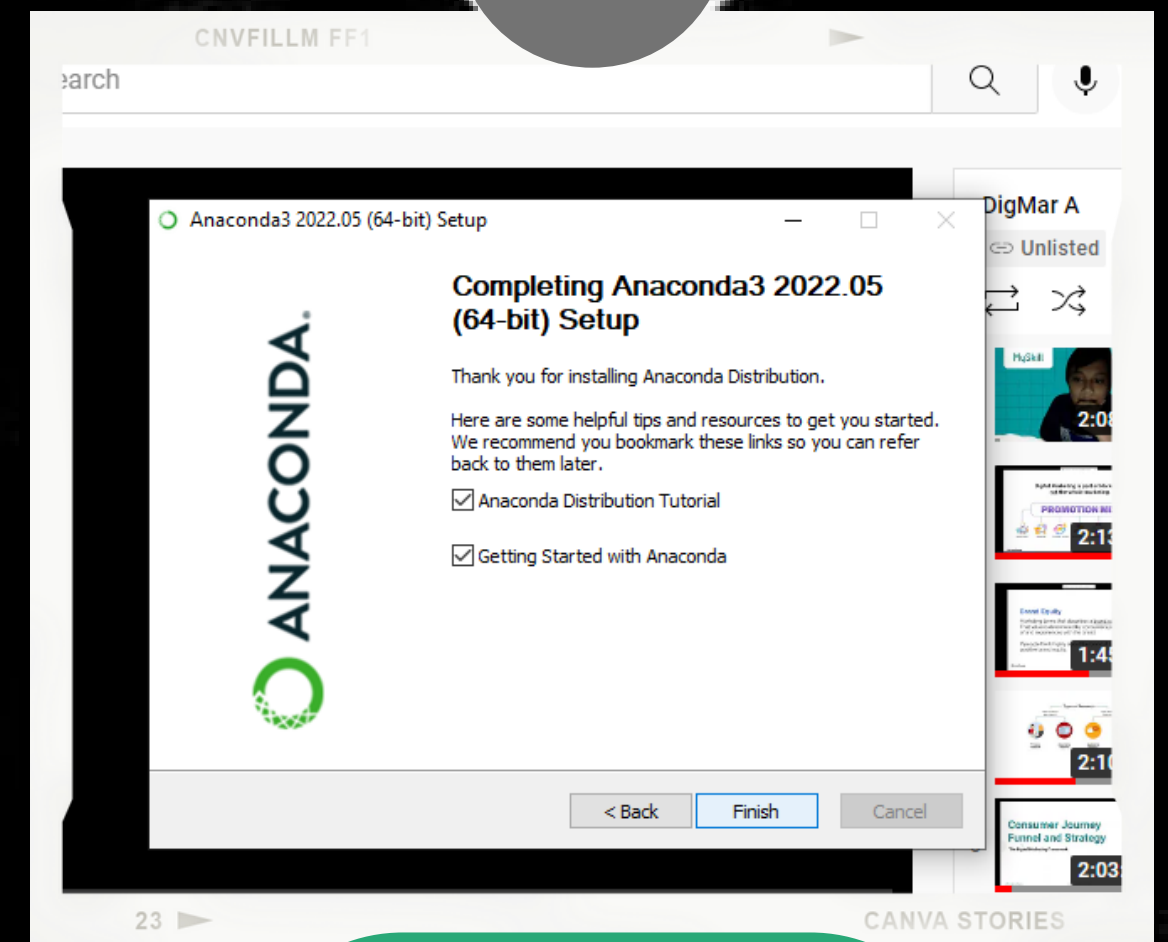 CNVFILLM FF1
earch
Anaconda3 2022.05 (64-bit) Setup
DigMar A
Unlisted
Completing Anaconda3 2022.05
(64-bit) Setup
Thank you for installing Anaconda Distribution.
Here are some helpful tips and resources to get you started.
We recommend you bookmark these links so you can refer
back to them later.
Anaconda Distribution Tutorial
Getting Started with Anaconda
ANACONDA.
< Back
Finish
Cancel
MySkill
2:08
PROMOTION MI
2:13
Brand Equity
1:45
2:10
Consumer Journey
Funnel and Strategy
2:03
23
CANVA STORIES